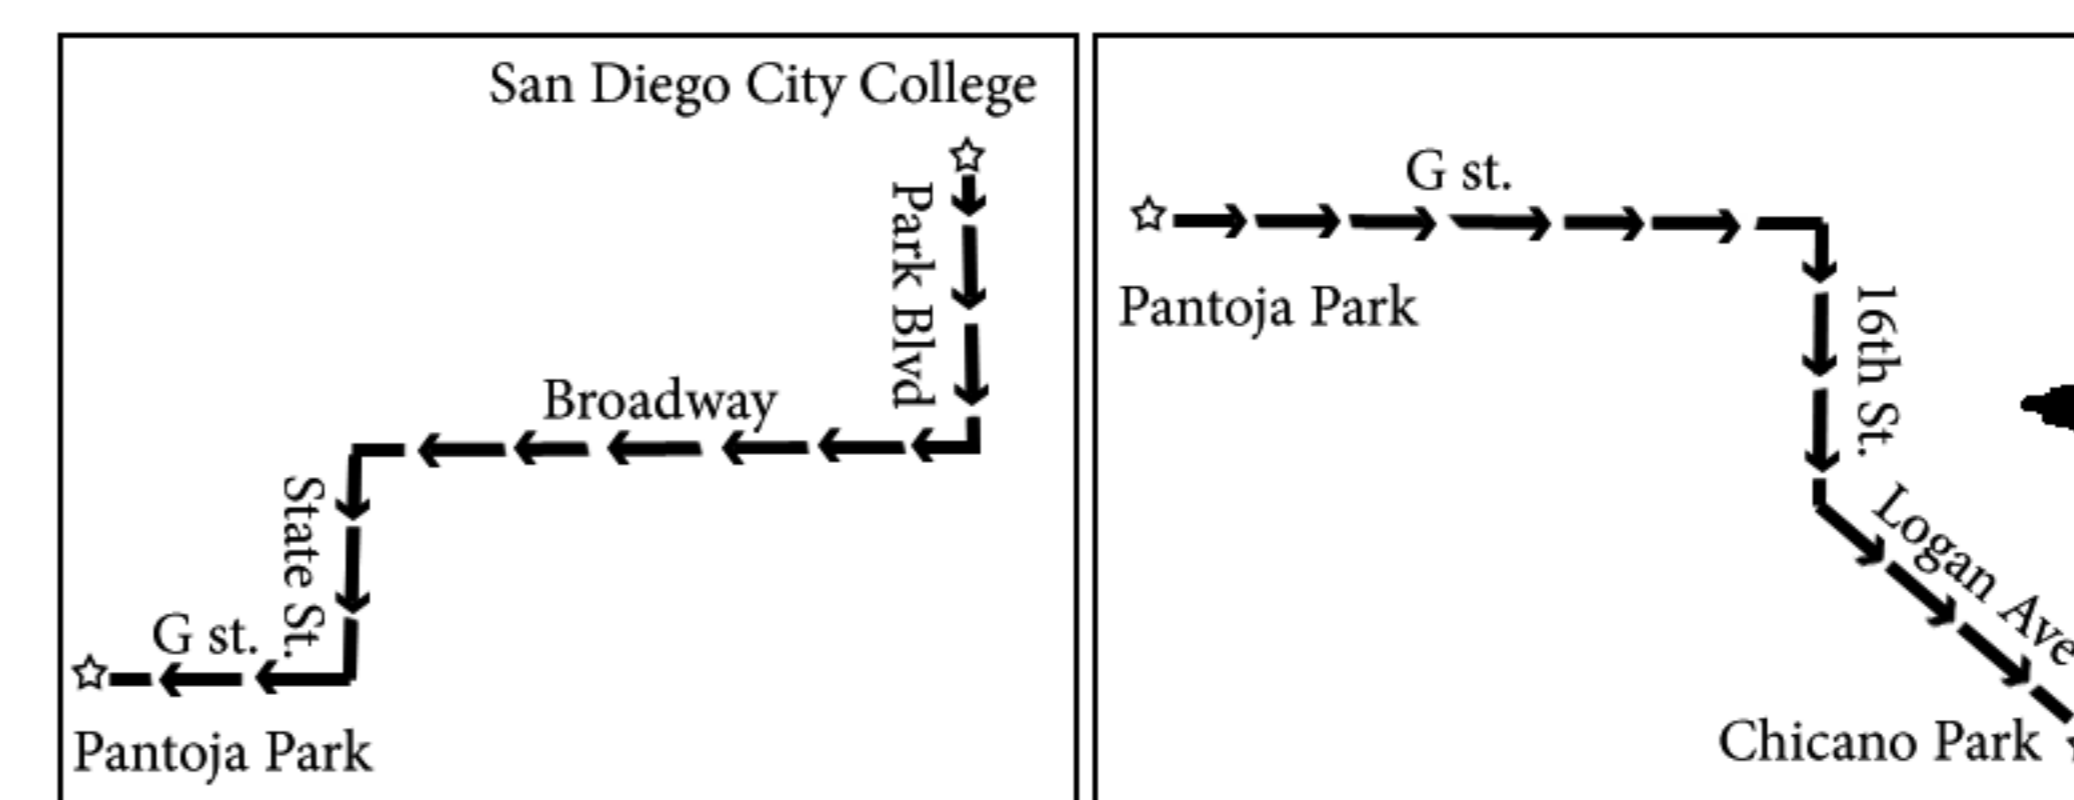 San Diego City College
Park Blvd
Broadway
State St.
G st.
Pantoja Park
G st.
Pantoja Park
16th St.
Logan Ave
Chicano Park